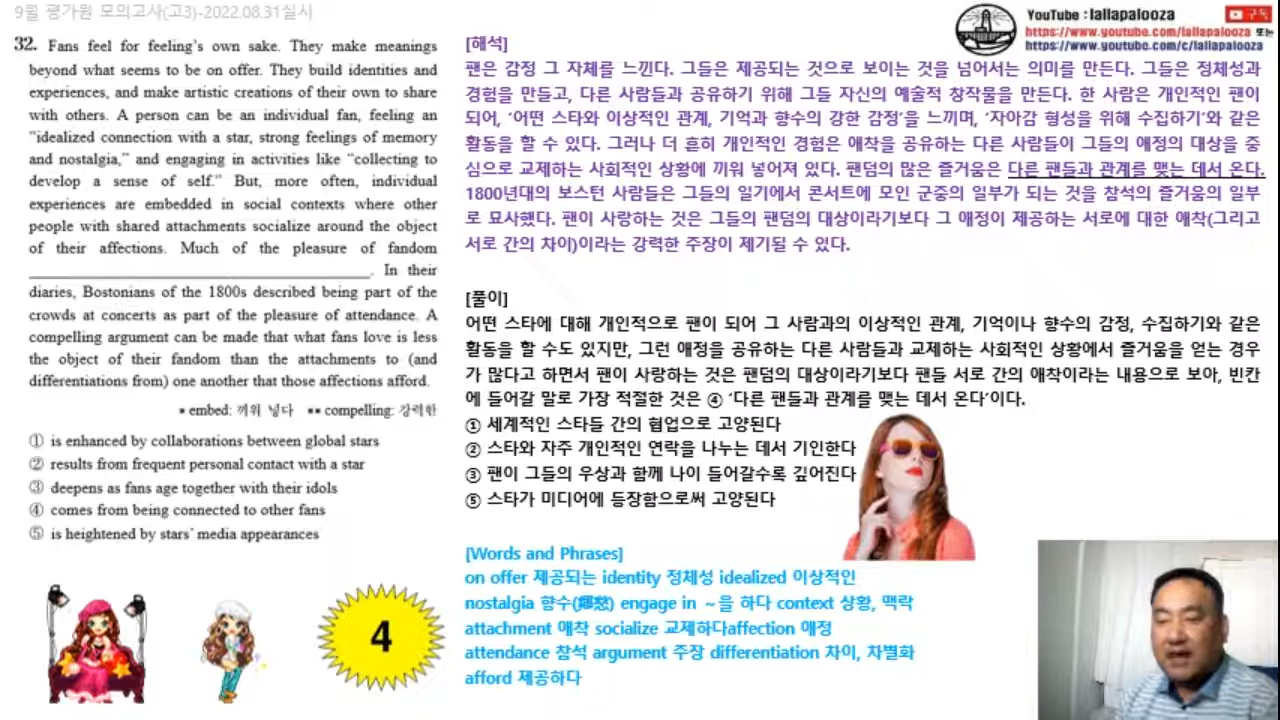 9월 평가원 모의고사(고3)-2022.08.31실시
32. Fans feel for feeling's own sake. They make meanings
beyond what seems to be on offer. They build identities and
experiences, and make artistic creations of their own to share
with others. A person can be an individual fan, feeling an
“idealized connection with a star, strong feelings of memory
and nostalgia,” and engaging in activities like “collecting to
develop a sense of self.” But, more often, individual
experiences are embedded in social contexts where other
people with shared attachments socialize around the object
of their affections. Much of the pleasure of fandom
____________________. In their
diaries, Bostonians of the 1800s described being part of the
crowds at concerts as part of the pleasure of attendance. A
compelling argument can be made that what fans love is less
the object of their fandom than the attachments to (and
differentiations from) one another that those affections afford.
* embed: 끼워 넣다 ** compelling: 강력한
① is enhanced by collaborations between global stars
② results from frequent personal contact with a star
③ deepens as fans age together with their idols
④ comes from being connected to other fans
⑤ is heightened by stars' media appearances
4
YouTube : lallapalooza
구독
https://www.youtube.com/lallapalooza 또는
https://www.youtube.com/c/lallapalooza
[해석]
팬은 감정 그 자체를 느낀다. 그들은 제공되는 것으로 보이는 것을 넘어서는 의미를 만든다. 그들은 정체성과
경험을 만들고, 다른 사람들과 공유하기 위해 그들 자신의 예술적 창작물을 만든다. 한 사람은 개인적인 팬이
되어, ‘어떤 스타와 이상적인 관계, 기억과 향수의 강한 감정’을 느끼며, ‘자아감 형성을 위해 수집하기’와 같은
활동을 할 수 있다. 그러나 더 흔히 개인적인 경험은 애착을 공유하는 다른 사람들이 그들의 애정의 대상을 중
심으로 교제하는 사회적인 상황에 끼워 넣어져 있다. 팬덤의 많은 즐거움은 다른 팬들과 관계를 맺는 데서 온다.
1800년대의 보스턴 사람들은 그들의 일기에서 콘서트에 모인 군중의 일부가 되는 것을 참석의 즐거움의 일부
로 묘사했다. 팬이 사랑하는 것은 그들의 팬덤의 대상이라기보다 그 애정이 제공하는 서로에 대한 애착(그리고
서로 간의 차이)이라는 강력한 주장이 제기될 수 있다.
[풀이]
어떤 스타에 대해 개인적으로 팬이 되어 그 사람과의 이상적인 관계, 기억이나 향수의 감정, 수집하기와 같은
활동을 할 수도 있지만, 그런 애정을 공유하는 다른 사람들과 교제하는 사회적인 상황에서 즐거움을 얻는 경우
가 많다고 하면서 팬이 사랑하는 것은 팬덤의 대상이라기보다 팬들 서로 간의 애착이라는 내용으로 보아, 빈칸
에 들어갈 말로 가장 적절한 것은 ④ ‘다른 팬들과 관계를 맺는 데서 온다’이다.
① 세계적인 스타들 간의 협업으로 고양된다
② 스타와 자주 개인적인 연락을 나누는 데서 기인한다
③ 팬이 그들의 우상과 함께 나이 들어갈수록 깊어진다
⑤ 스타가 미디어에 등장함으로써 고양된다
[Words and Phrases]
on offer 제공되는 identity 정체성 idealized 이상적인
nostalgia 향수(鄕愁) engage in ~을 하다 context 상황, 맥락
attachment 애착 socialize 교제하다affection 애정
attendance 참석 argument 주장 differentiation 차이, 차별화
afford 제공하다